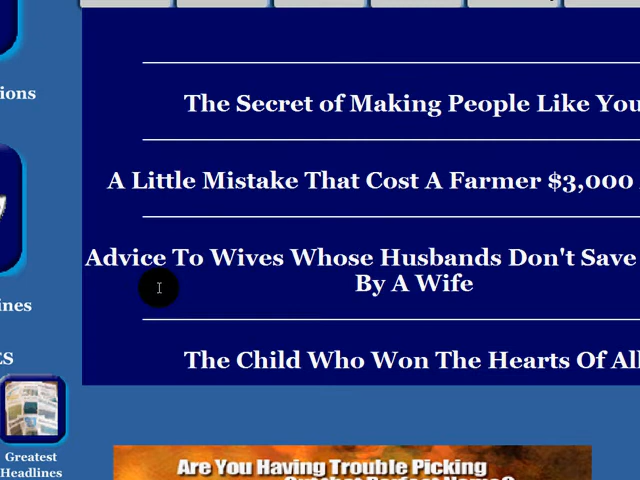 ions
The Secret of Making People Like You
A Little Mistake That Cost A Farmer $3,000
Advice To Wives Whose Husbands Don't Save
By A Wife
ines
ES
The Child Who Won The Hearts Of All
Greatest
Headlines
Are You Having Trouble Picking